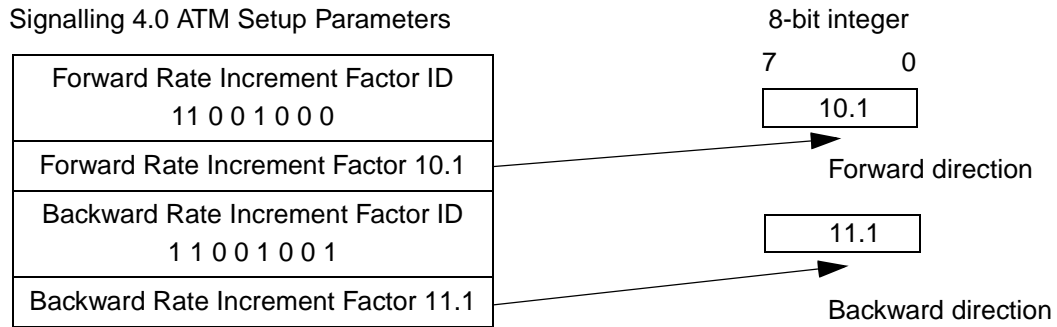 Signalling 4.0 ATM Setup Parameters
Forward Rate Increment Factor ID
11 0 0 1 0 0 0
Forward Rate Increment Factor 10.1
Backward Rate Increment Factor ID
1 1 0 0 1 0 0 1
Backward Rate Increment Factor 11.1
8-bit integer
7 0
10.1
Forward direction
11.1
Backward direction